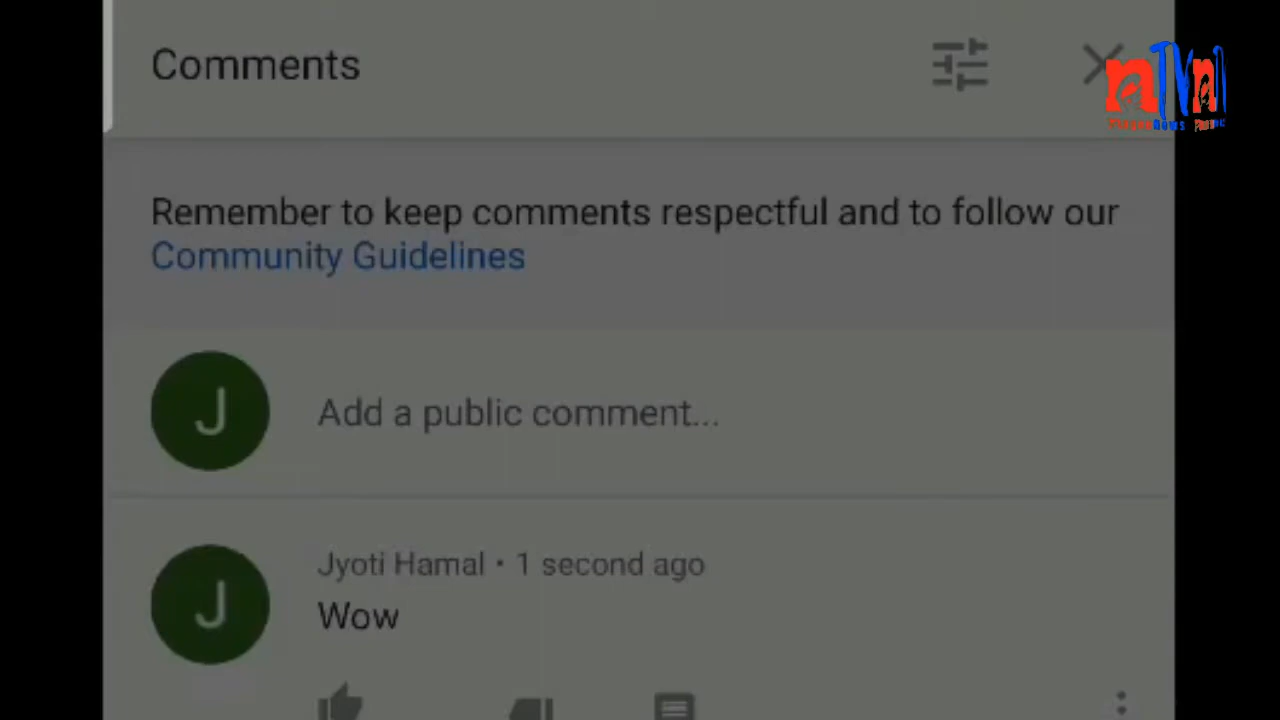 Comments
Remember to keep comments respectful and to follow our
Community Guidelines
J
Add a public comment...
Jyoti Hamal • 1 second ago
J
Wow